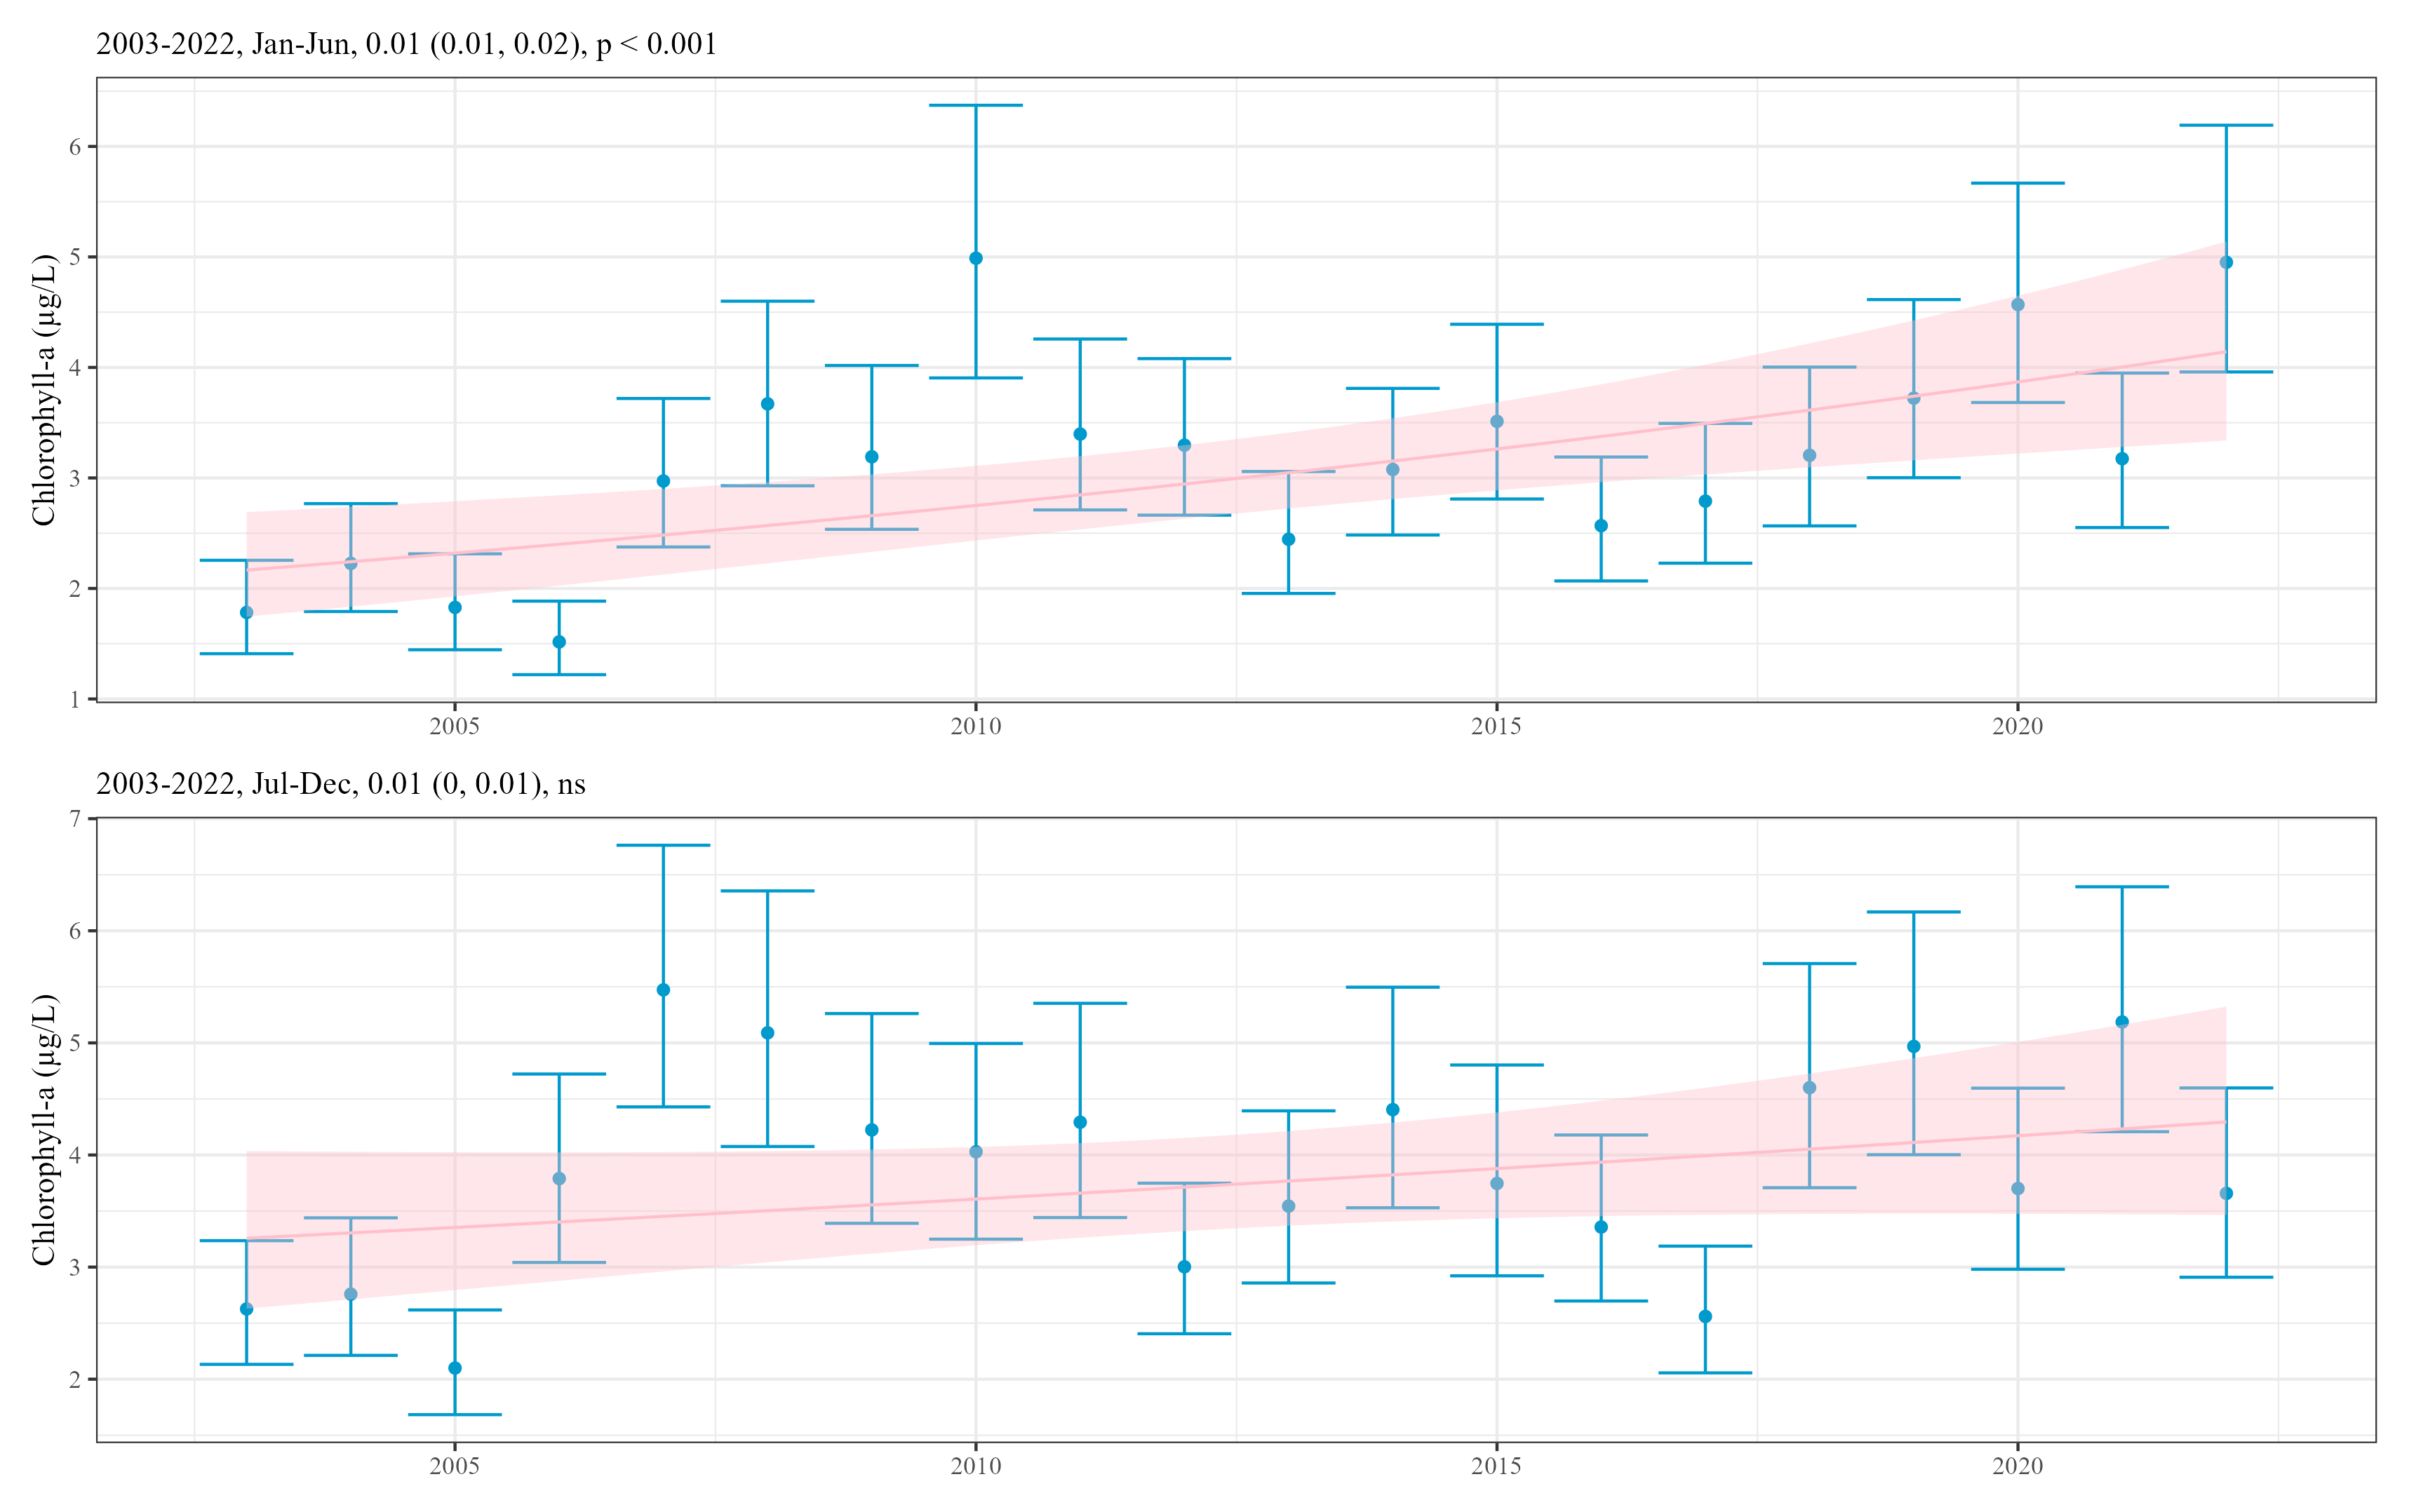 2003-2022, Jan-Jun, 0.01 (0.01, 0.02), p < 0.001
Chlorophyll-a (µg/L)
6
5
4
3
2
1
2005 2010 2015 2020
2003-2022, Jul-Dec, 0.01 (0, 0.01), ns
Chlorophyll-a (µg/L)
7
6
5
4
3
2
2005 2010 2015 2020